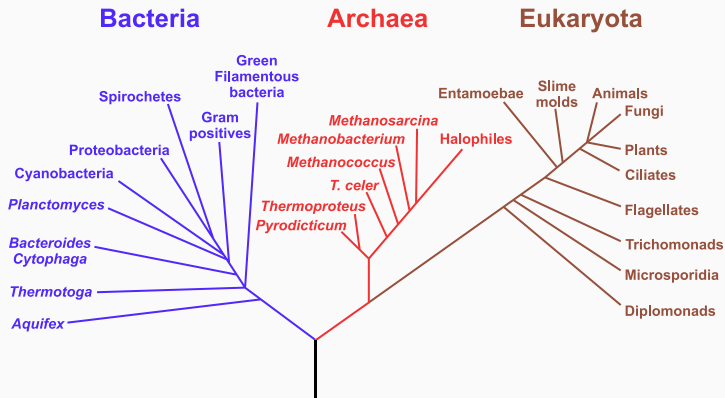 Bacteria
Archaea
Eukaryota
Green
Filamentous
bacteria
Spirochetes
Gram
positives
Proteobacteria
Cyanobacteria
Planctomyces
Bacteroides
Cytophaga
Thermotoga
Aquifex
Methanosarcina
Methanobacterium
Halophiles
Methanococcus
T. celer
Thermoproteus
Pyrodicticum
Entamoebae
Slime
molds
Animals
Fungi
Plants
Ciliates
Flagellates
Trichomonads
Microsporidia
Diplomonads